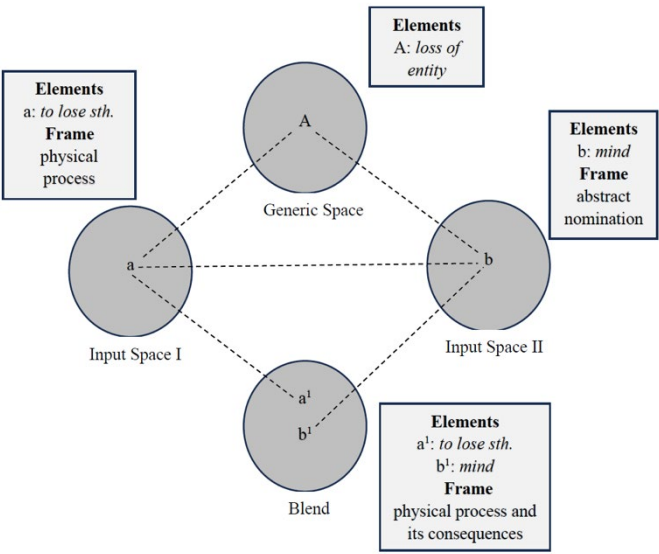 Elements
A: loss of
entity
Elements
a: to lose sth.
Frame
physical
process
A
Generic Space
Elements
b: mind
Frame
abstract
nomination
a
b
Input Space I
Input Space II
a¹
b¹
Blend
Elements
a¹: to lose sth.
b¹: mind
Frame
physical process and
its consequences